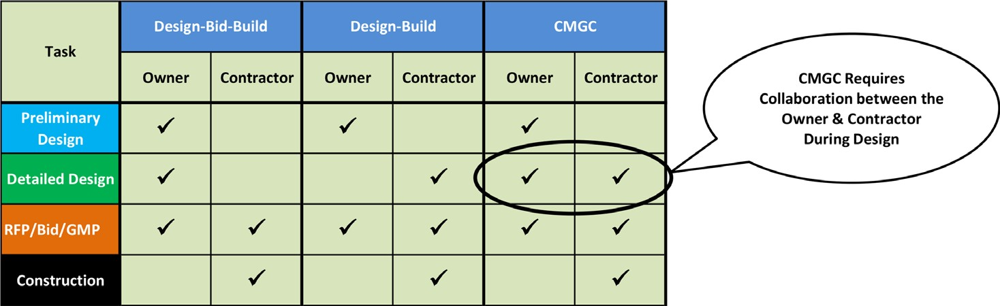 Task
Design-Bid-Build
Design-Build
CMGC
Owner
Contractor
Owner
Contractor
Owner
Contractor
Preliminary
Design
✓
✓
✓
Detailed Design
✓
✓
✓
✓
RFP/Bid/GMP
✓
✓
✓
✓
✓
✓
Construction
✓
✓
✓
CMGC Requires
Collaboration between the
Owner & Contractor
During Design